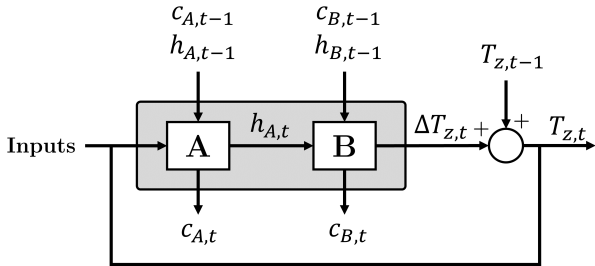 c_{A,t−1} c_{B,t−1}
h_{A,t−1} h_{B,t−1} T_{z,t−1}
Inputs A h_{A,t} B ΔT_{z,t} + + T_{z,t}
c_{A,t} c_{B,t}